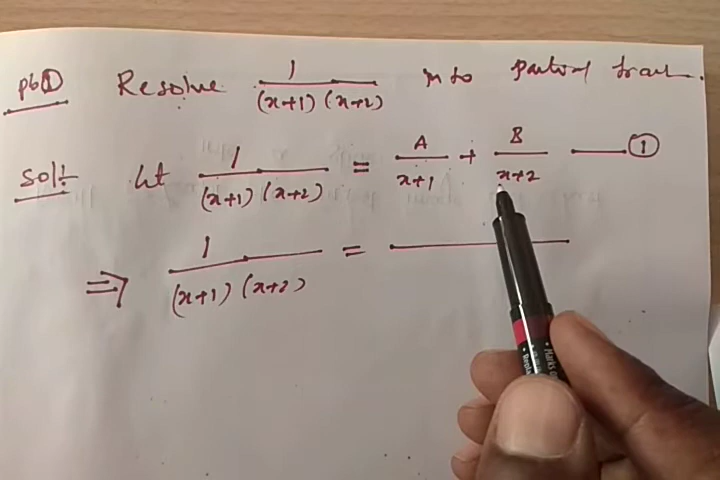 pb① Resolve 1/((x+1)(x+2)) into partial fract.
Sol: Let 1/((x+1)(x+2)) = A/(x+1) + B/(x+2) — ①
⇒ 1/((x+1)(x+2)) =